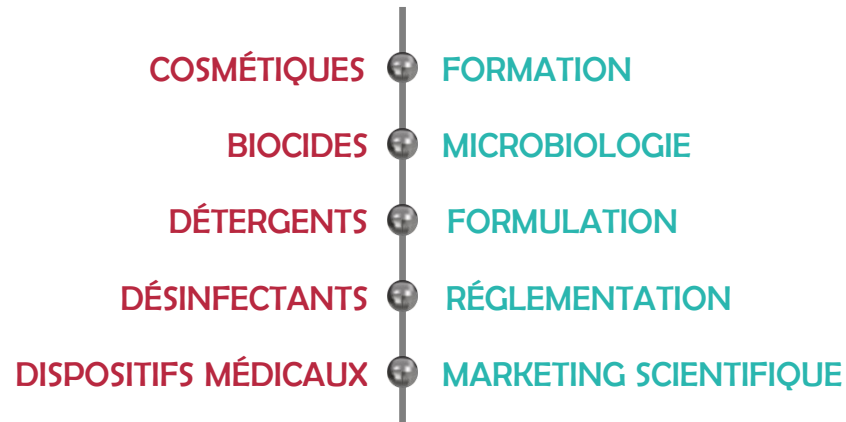 COSMÉTIQUES FORMATION
BIOCIDES MICROBIOLOGIE
DÉTERGENTS FORMULATION
DÉSINFECTANTS RÉGLEMENTATION
DISPOSITIFS MÉDICAUX MARKETING SCIENTIFIQUE